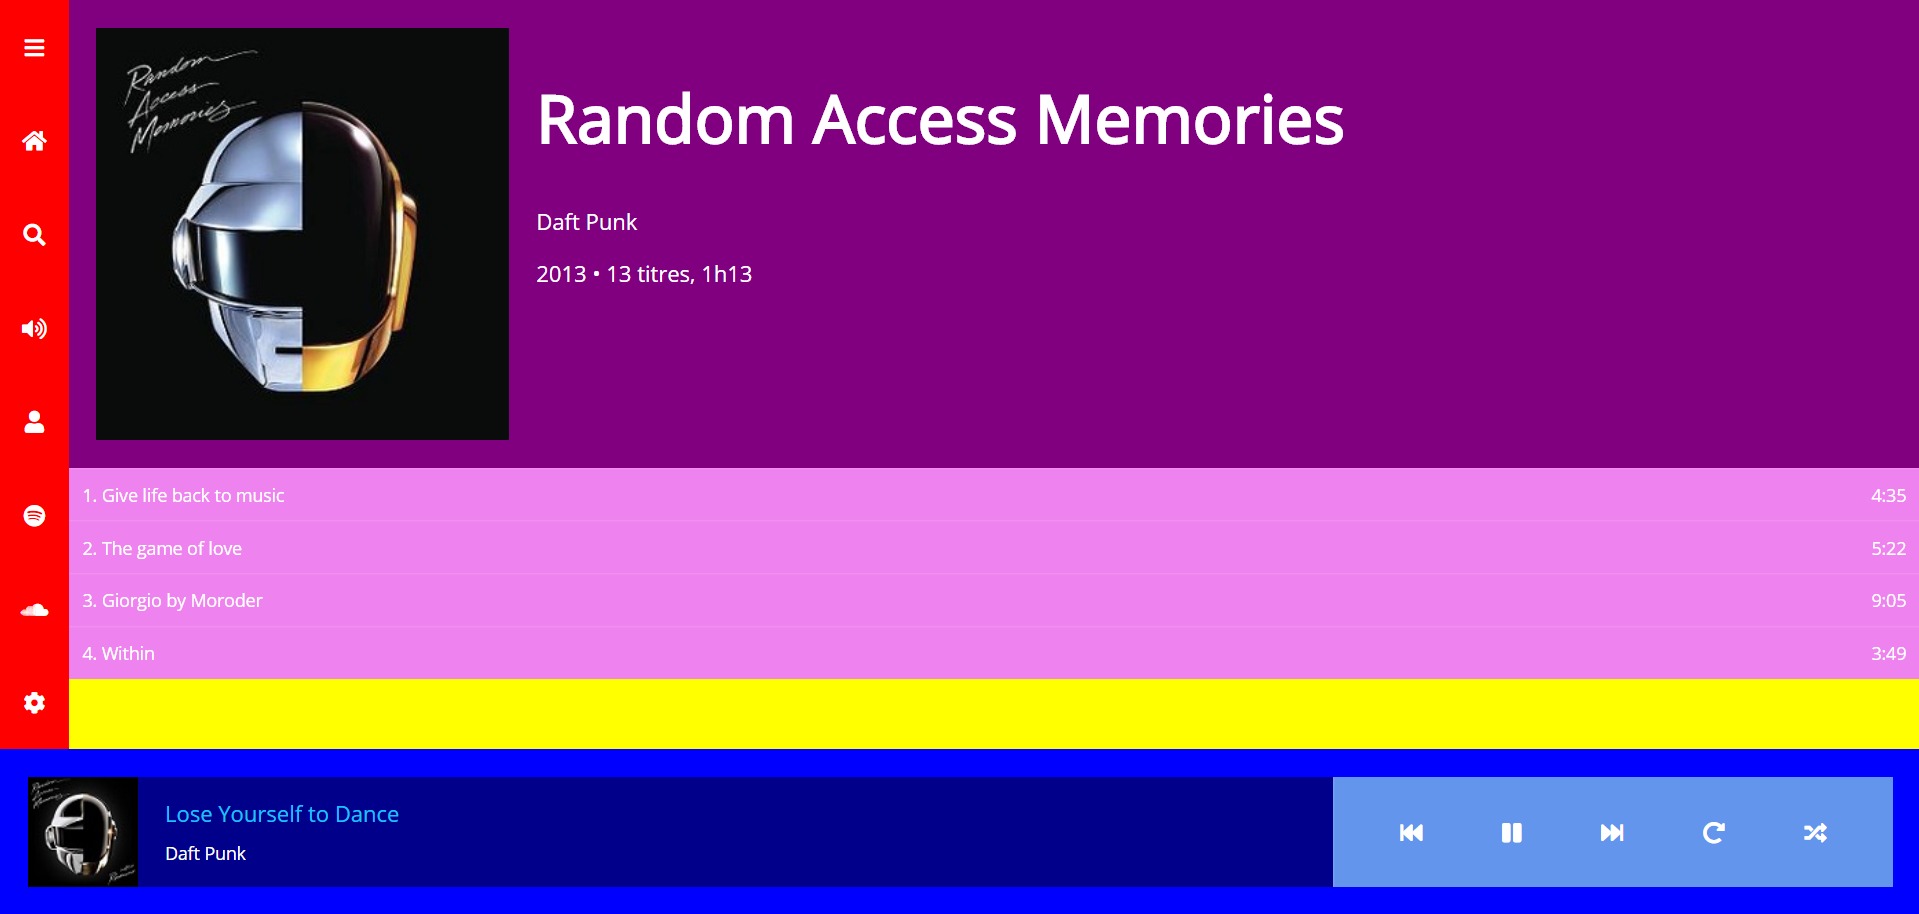 Random
Access
Memories
Random Access Memories
Daft Punk
2013 • 13 titres, 1h13
1. Give life back to music 4:35
2. The game of love 5:22
3. Giorgio by Moroder 9:05
4. Within 3:49
Lose Yourself to Dance
Daft Punk